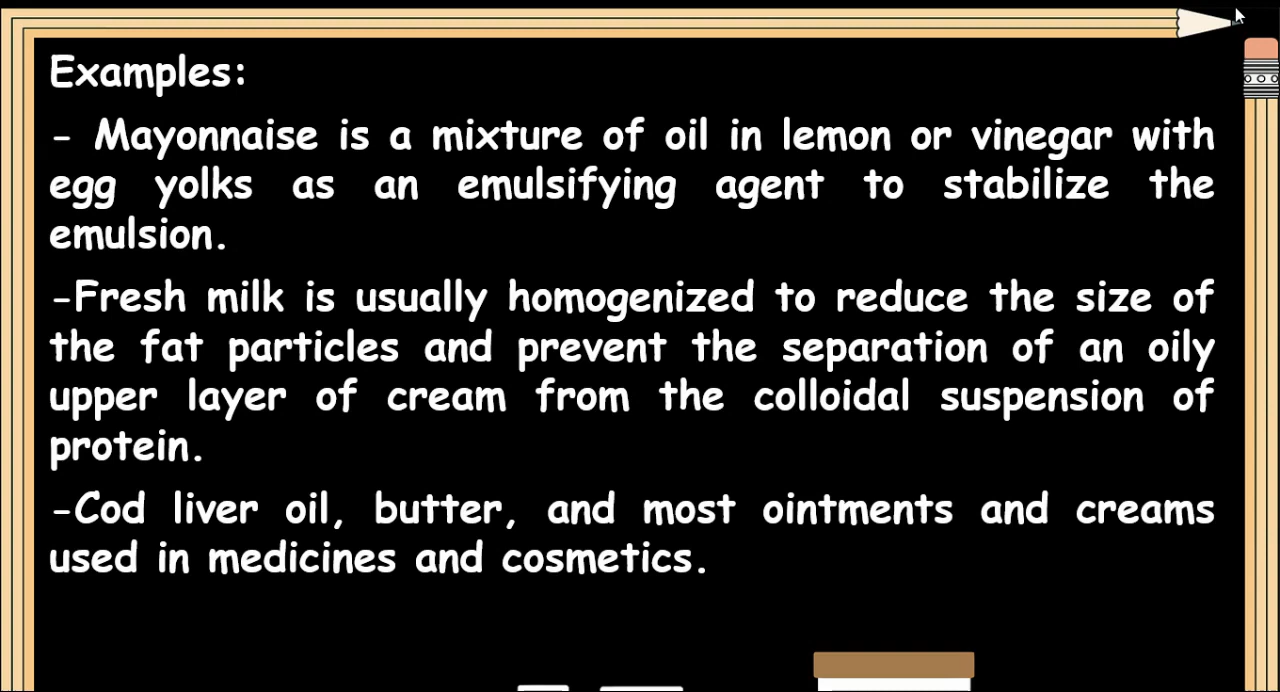 Examples:
- Mayonnaise is a mixture of oil in lemon or vinegar with
egg yolks as an emulsifying agent to stabilize the
emulsion.
-Fresh milk is usually homogenized to reduce the size of
the fat particles and prevent the separation of an oily
upper layer of cream from the colloidal suspension of
protein.
-Cod liver oil, butter, and most ointments and creams
used in medicines and cosmetics.